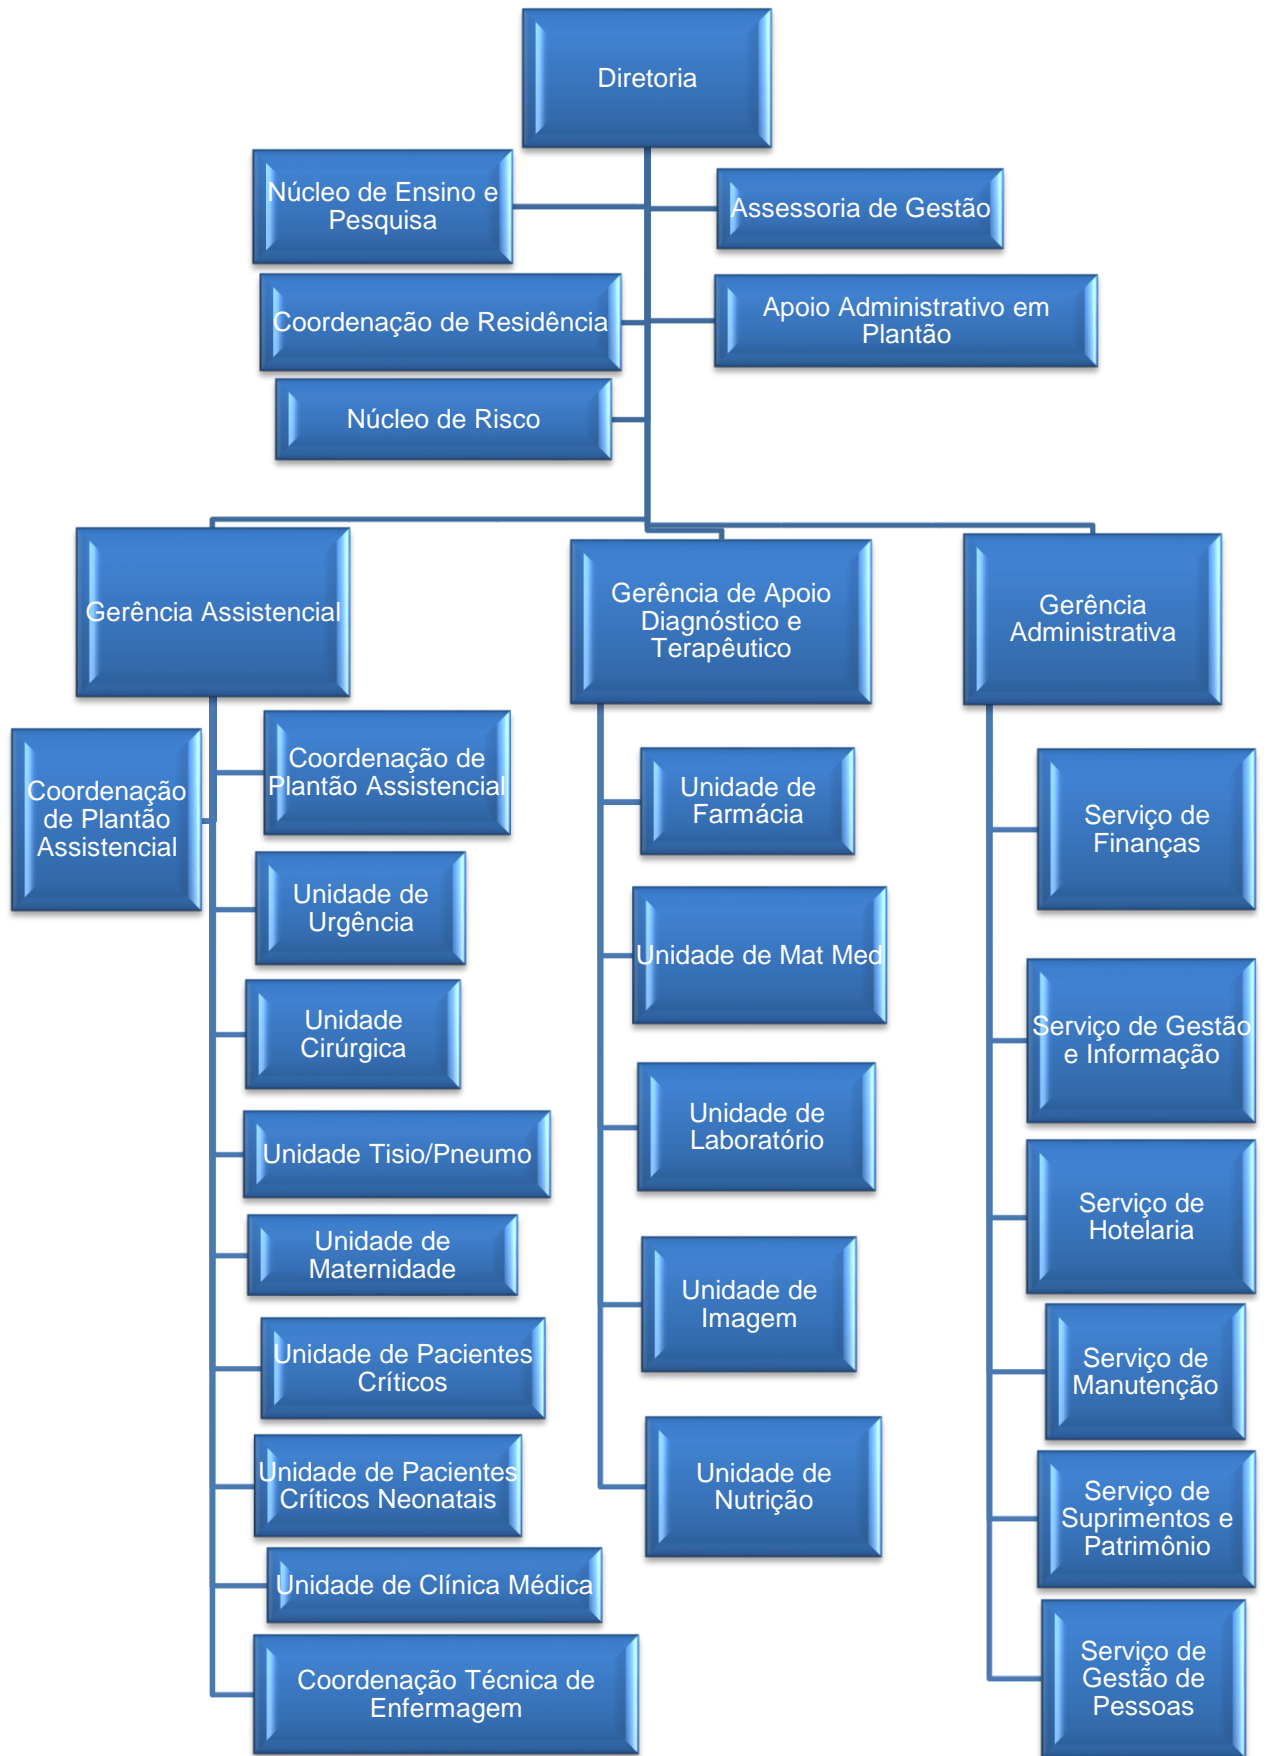 Diretoria
Núcleo de Ensino e
Pesquisa
Assessoria de Gestão
Coordenação de Residência
Apoio Administrativo em
Plantão
Núcleo de Risco
Gerência Assistencial
Coordenação
de Plantão
Assistencial
Coordenação de
Plantão Assistencial
Unidade de
Urgência
Unidade
Cirúrgica
Unidade Tisio/Pneumo
Unidade de
Maternidade
Unidade de Pacientes
Críticos
Unidade de Pacientes
Críticos Neonatais
Unidade de Clínica Médica
Coordenação Técnica de
Enfermagem
Gerência de Apoio
Diagnóstico e
Terapêutico
Unidade de
Farmácia
Unidade de Mat Med
Unidade de
Laboratório
Unidade de
Imagem
Unidade de
Nutrição
Gerência
Administrativa
Serviço de
Finanças
Serviço de Gestão
e Informação
Serviço de
Hotelaria
Serviço de
Manutenção
Serviço de
Suprimentos e
Patrimônio
Serviço de
Gestão de
Pessoas